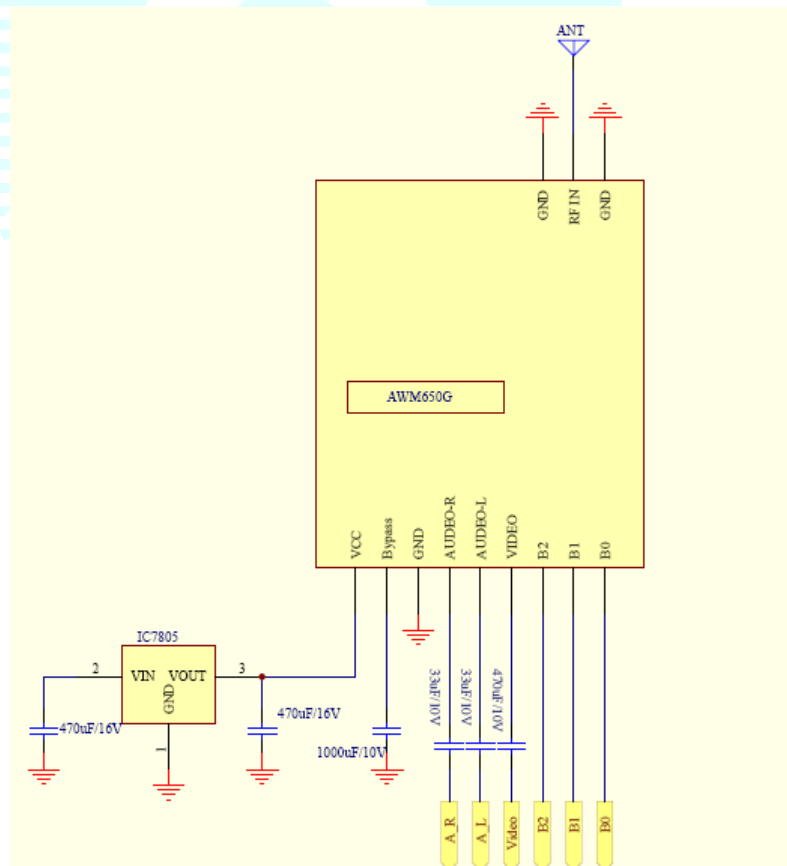 ANT
GND
RF IN
GND
AWM650G
VCC
Bypass
GND
AUDEO-R
AUDEO-L
VIDEO
B2
B1
B0
IC7805
2
VIN
VOUT
3
GND
1
470uF/16V
470uF/16V
1000uF/10V
33uF/10V
33uF/10V
470uF/10V
A_R
A_L
Video
B2
B1
B0